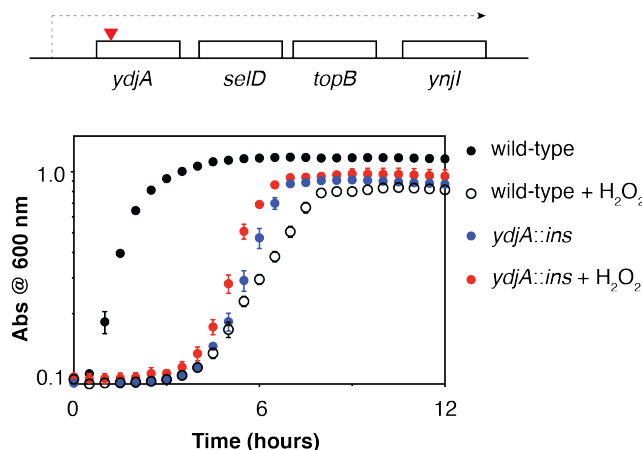 ydjA selD topB ynjI
wild-type
wild-type + H₂O₂
ydjA::ins
ydjA::ins + H₂O₂
Abs @ 600 nm
1.0
0.1
0 6 12
Time (hours)